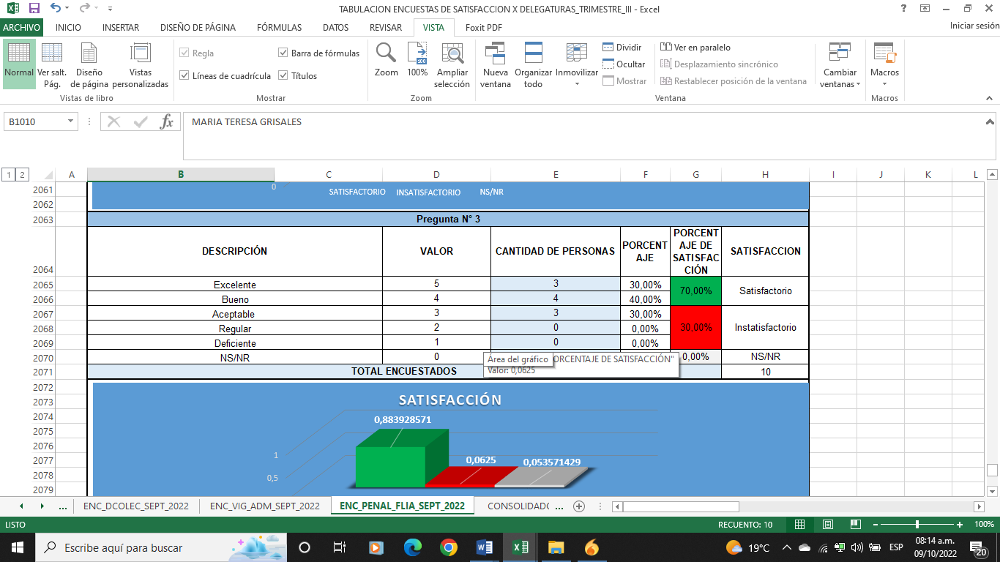 TABULACION ENCUESTAS DE SATISFACCION X DELEGATURAS_TRIMESTRE_III - Excel
ARCHIVO INICIO INSERTAR DISEÑO DE PÁGINA FÓRMULAS DATOS REVISAR VISTA Foxit PDF Iniciar sesión
Normal
Ver salt. Pág.
Diseño de página
Vistas personalizadas
Vistas de libro
Regla
Barra de fórmulas
Líneas de cuadrícula
Títulos
Mostrar
Zoom
100
100%
Ampliar selección
Zoom
Nueva ventana
Organizar todo
Inmovilizar
Dividir
Ocultar
Mostrar
Ver en paralelo
Desplazamiento sincrónico
Restablecer posición de la ventana
Ventana
Cambiar ventanas
Macros
Macros
B1010 fx MARIA TERESA GRISALES
1 2 A B C D E F G H I J K L
2061 0 SATISFACTORIO INSATISFACTORIO NS/NR
2062
2063 Pregunta N° 3
2064 DESCRIPCIÓN VALOR CANTIDAD DE PERSONAS PORCENT AJE PORCENT AJE DE SATISFAC CIÓN SATISFACCION
2065 Excelente 5 3 30,00% 70,00% Satisfactorio
2066 Bueno 4 4 40,00%
2067 Aceptable 3 3 30,00%
2068 Regular 2 0 0,00% 30,00% Instatisfactorio
2069 Deficiente 1 0 0,00%
2070 NS/NR 0 Área del gráfico ORCENTAJE DE SATISFACCIÓN" 0,00% NS/NR
Valor: 0,0625
2071 TOTAL ENCUESTADOS 10
2072
2073 SATISFACCIÓN
2074 0,883928571
2075
2076
2077 1 0,0625 0,053571429
2078 0,5
2079
... ENC_DCOLEC_SEPT_2022 ENC_VIG_ADM_SEPT_2022 ENC_PENAL_FLIA_SEPT_2022 CONSOLIDADO ...
LISTO RECUENTO: 10 100%
Escribe aquí para buscar 19°C ESP 08:14 a.m.
09/10/2022 20